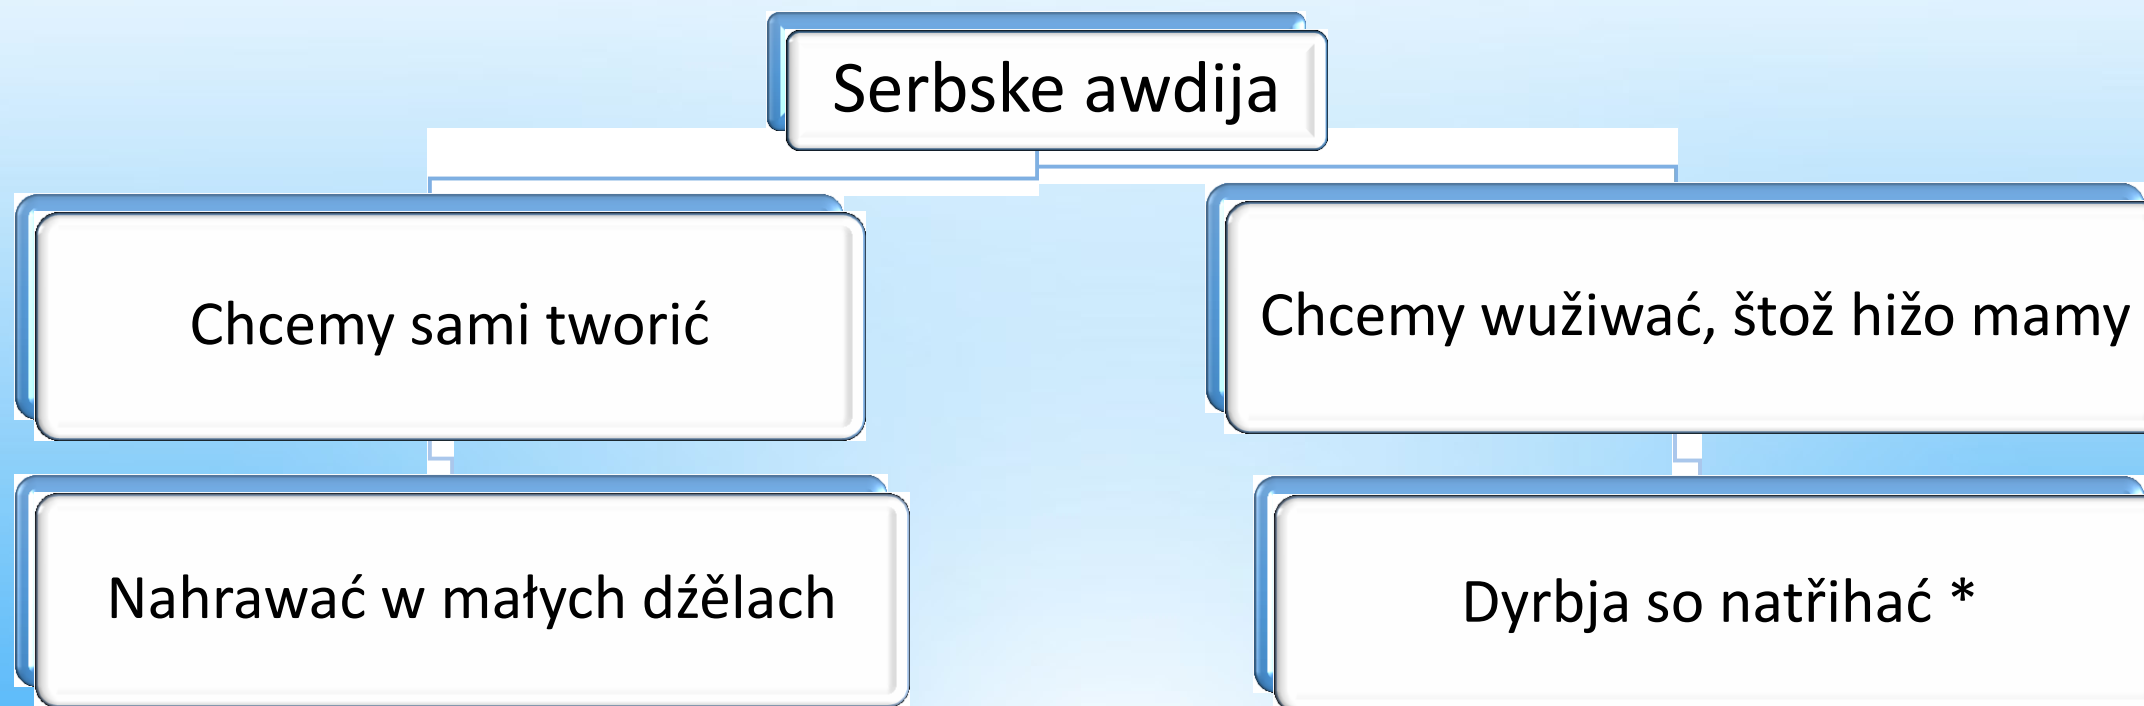 Serbske awdija
Chcemy sami tworić
Chcemy wužiwać, štož hižo mamy
Nahrawać w małych dźělach
Dyrbja so natřihać *